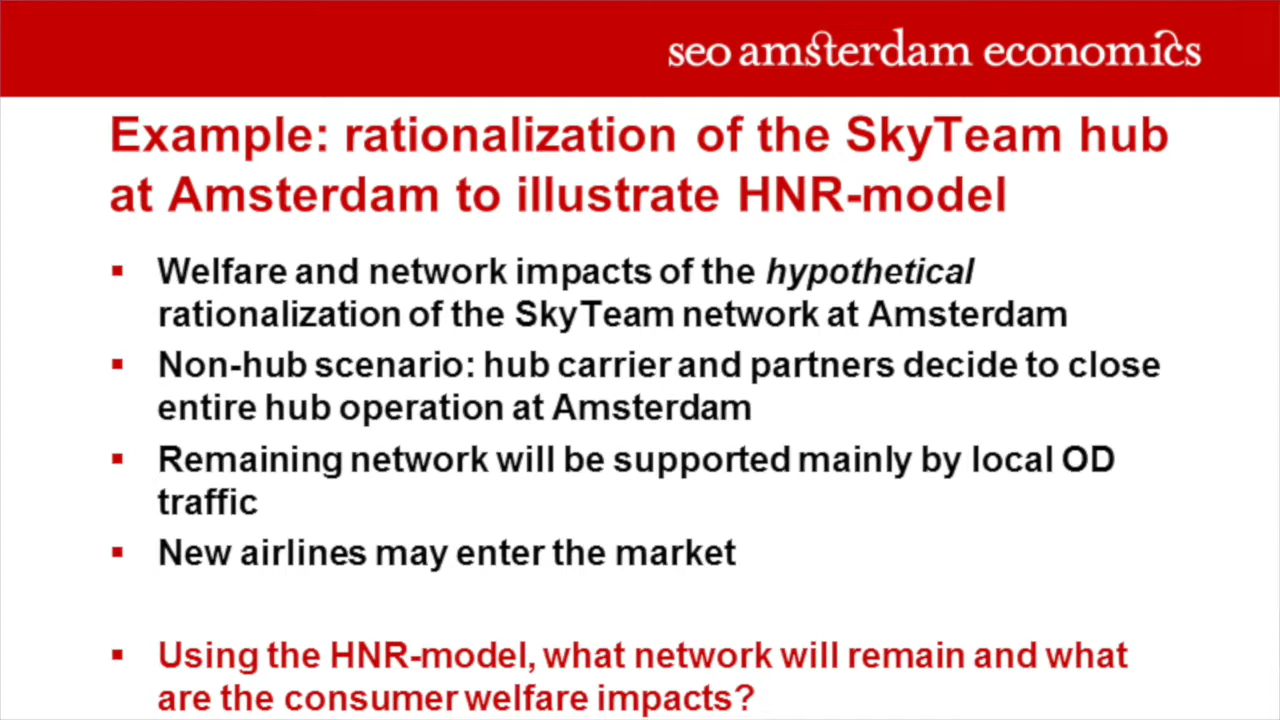 seo amsterdam economics
Example: rationalization of the SkyTeam hub
at Amsterdam to illustrate HNR-model
▪ Welfare and network impacts of the hypothetical
rationalization of the SkyTeam network at Amsterdam
▪ Non-hub scenario: hub carrier and partners decide to close
entire hub operation at Amsterdam
▪ Remaining network will be supported mainly by local OD
traffic
▪ New airlines may enter the market
▪ Using the HNR-model, what network will remain and what
are the consumer welfare impacts?